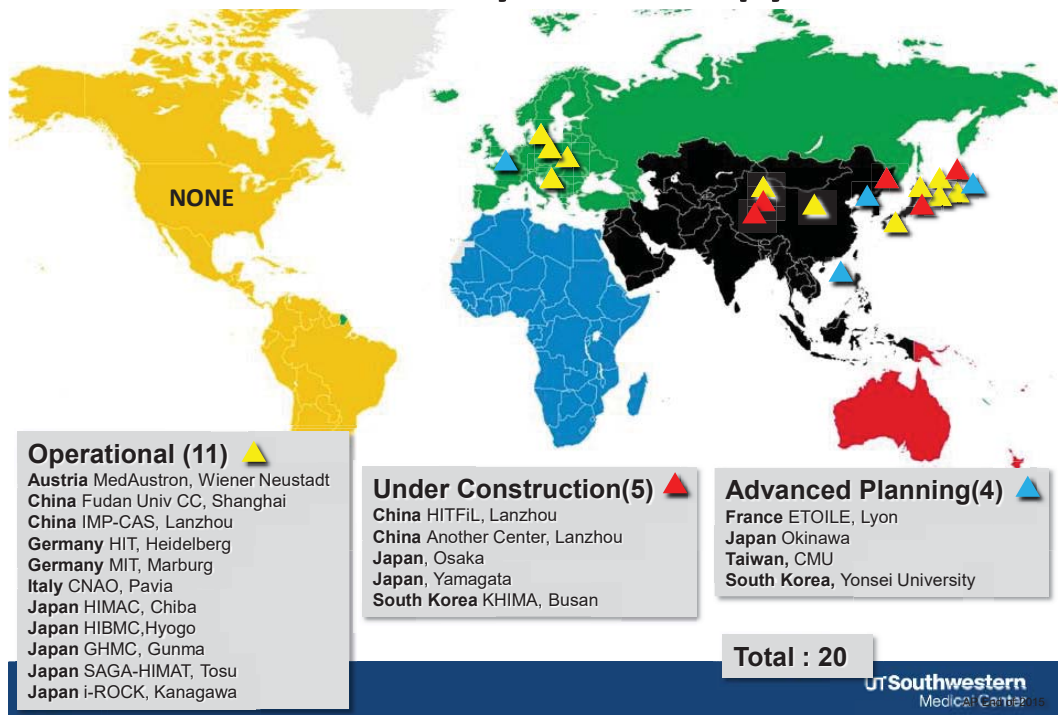 NONE
Operational (11)
Austria MedAustron, Wiener Neustadt
China Fudan Univ CC, Shanghai
China IMP-CAS, Lanzhou
Germany HIT, Heidelberg
Germany MIT, Marburg
Italy CNAO, Pavia
Japan HIMAC, Chiba
Japan HIBMC,Hyogo
Japan GHMC, Gunma
Japan SAGA-HIMAT, Tosu
Japan i-ROCK, Kanagawa
Under Construction(5)
China HITFiL, Lanzhou
China Another Center, Lanzhou
Japan, Osaka
Japan, Yamagata
South Korea KHIMA, Busan
Advanced Planning(4)
France ETOILE, Lyon
Japan Okinawa
Taiwan, CMU
South Korea, Yonsei University
Total : 20
UTSouthwestern
Medical Center